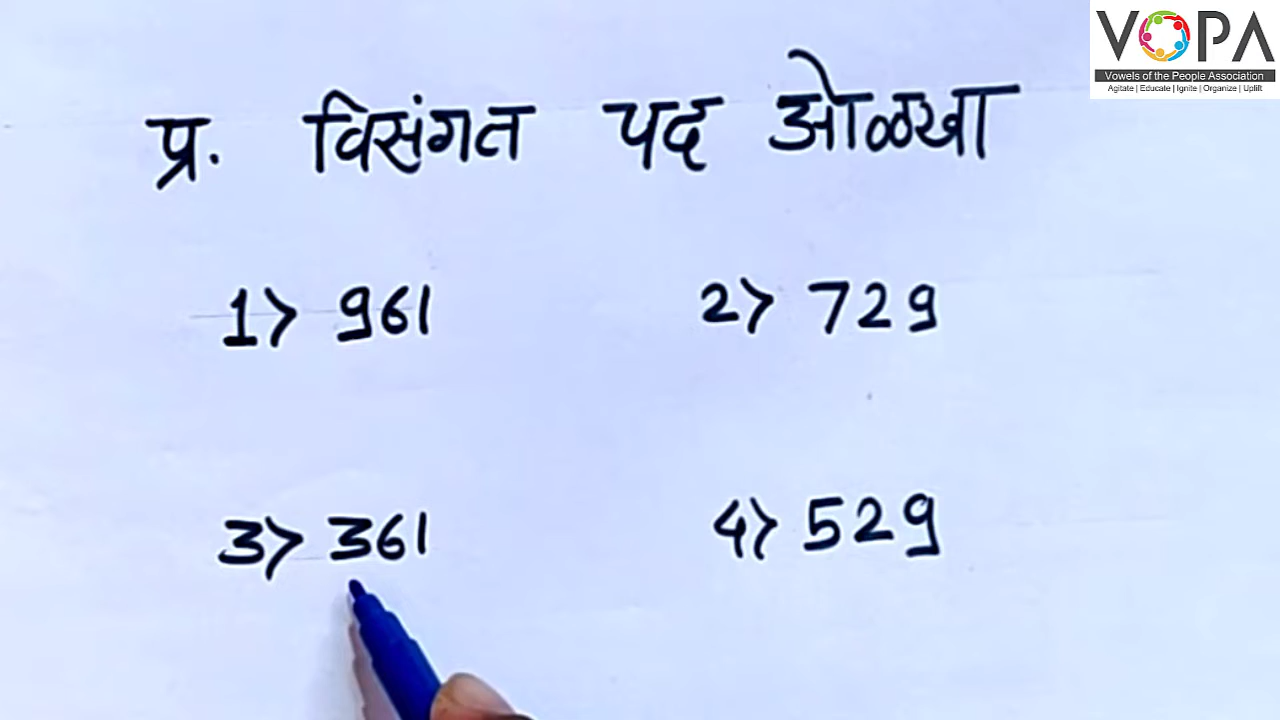 VOPA
Vowels of the People Association
Agitate | Educate | Ignite | Organize | Uplift
प्र. विसंगत पद ओळखा
1> 961 2> 729
3> 361 4> 529